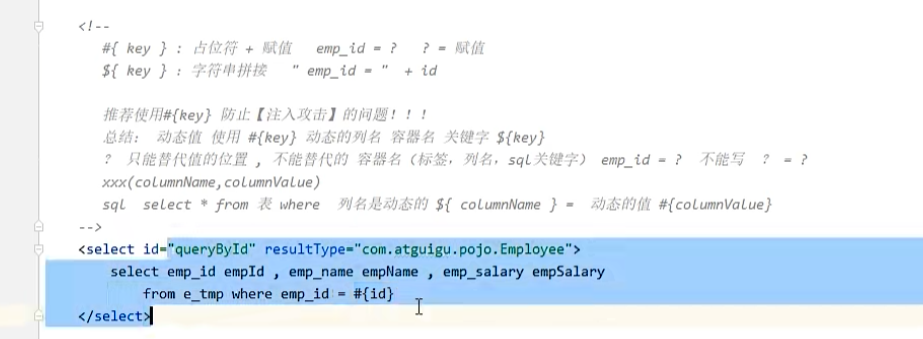 <!--
#{ key } : 占位符 + 赋值 emp_id = ? ? = 赋值
${ key } : 字符串拼接 " emp_id = " + id
推荐使用#{key} 防止【注入攻击】的问题！！！
总结： 动态值 使用 #{key} 动态的列名 容器名 关键字 ${key}
? 只能替代值的位置 , 不能替代的 容器名（标签，列名，sql关键字） emp_id = ? 不能写 ? = ?
xxx(columnName,columnValue)
sql select * from 表 where 列名是动态的 ${ columnName } = 动态的值 #{columnValue}
-->
<select id="queryById" resultType="com.atguigu.pojo.Employee">
select emp_id empId , emp_name empName , emp_salary empSalary
from e_tmp where emp_id = #{id}
</select>